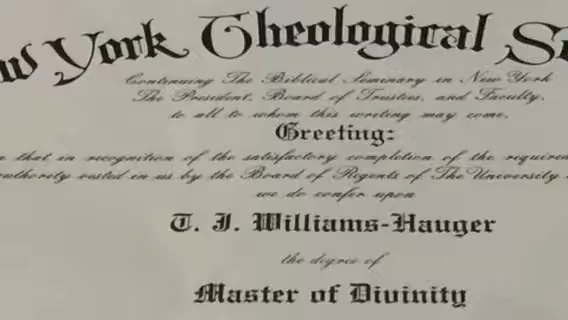 w York Theological Se
Continuing The Biblical Seminary in New York
The President, Board of Trustees, and Faculty,
to all to whom this writing may come,
Greeting:
that, in recognition of the satisfactory completion of the require
authority vested in us by the Board of Regents of The University
we do confer upon
T. J. Williams-Hauger
the degree of
Master of Divinity